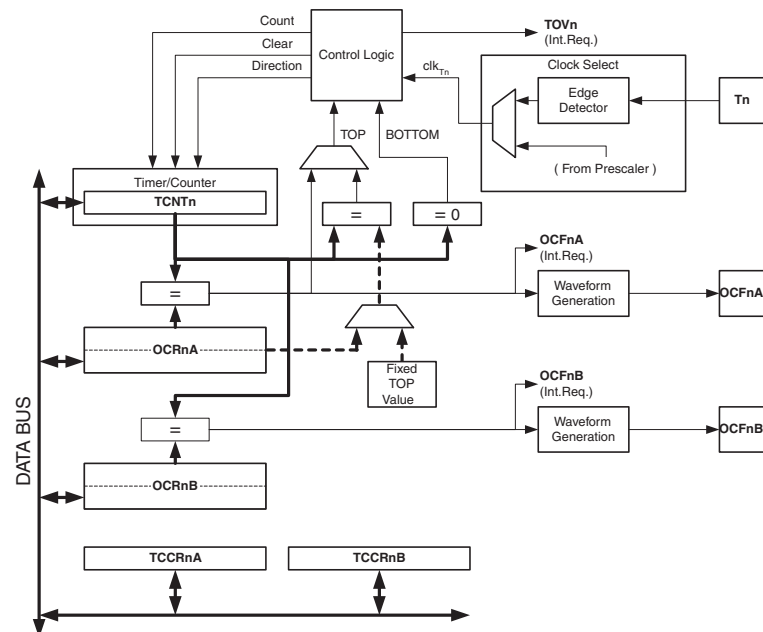 Count
Clear
Direction
Control Logic
TOVn
(Int.Req.)
clkTn
Clock Select
Edge
Detector
Tn
( From Prescaler )
TOP
BOTTOM
Timer/Counter
TCNTn
=
= 0
OCFnA
(Int.Req.)
=
Waveform
Generation
OCFnA
OCRnA
Fixed
TOP
Value
OCFnB
(Int.Req.)
=
Waveform
Generation
OCFnB
OCRnB
DATA BUS
TCCRnA
TCCRnB